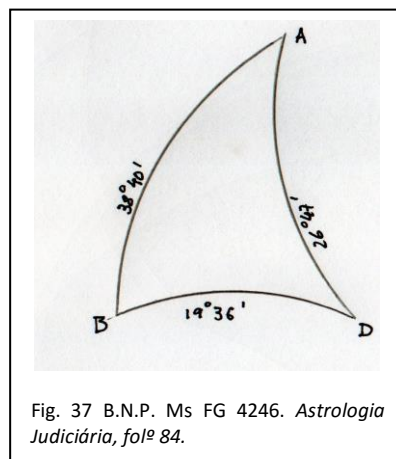 A
38° 40'
26° 47'
B
19° 36'
D
Fig. 37 B.N.P. Ms FG 4246. Astrologia
Judiciária, folº 84.